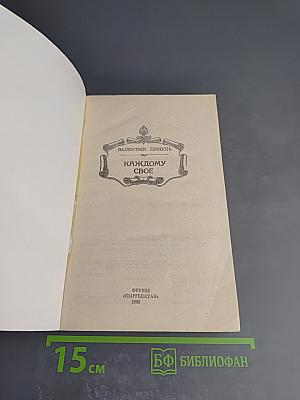 ВАЛЕНТИН ПИКУЛЬ
КАЖДОМУ
СВОЕ
ФРУНЗЕ
«КЫРГЫЗСТАН»
15 СМ
БФ БИБЛИОФАН